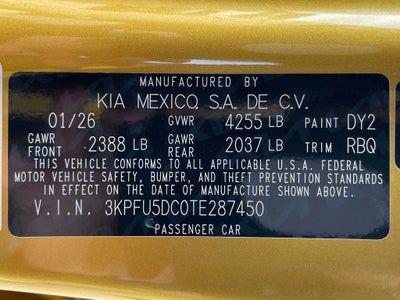 MANUFACTURED BY
KIA MEXICO, S.A. DE C.V.
01/26 GVWR 4255 LB PAINT DY2
GAWR FRONT 2388 LB GAWR REAR 2037 LB TRIM RBQ
THIS VEHICLE CONFORMS TO ALL APPLICABLE U.S.A. FEDERAL
MOTOR VEHICLE SAFETY, BUMPER, AND THEFT PREVENTION STANDARDS
IN EFFECT ON THE DATE OF MANUFACTURE SHOWN ABOVE.
V.I.N. 3KPFU5DC0TE287450
PASSENGER CAR